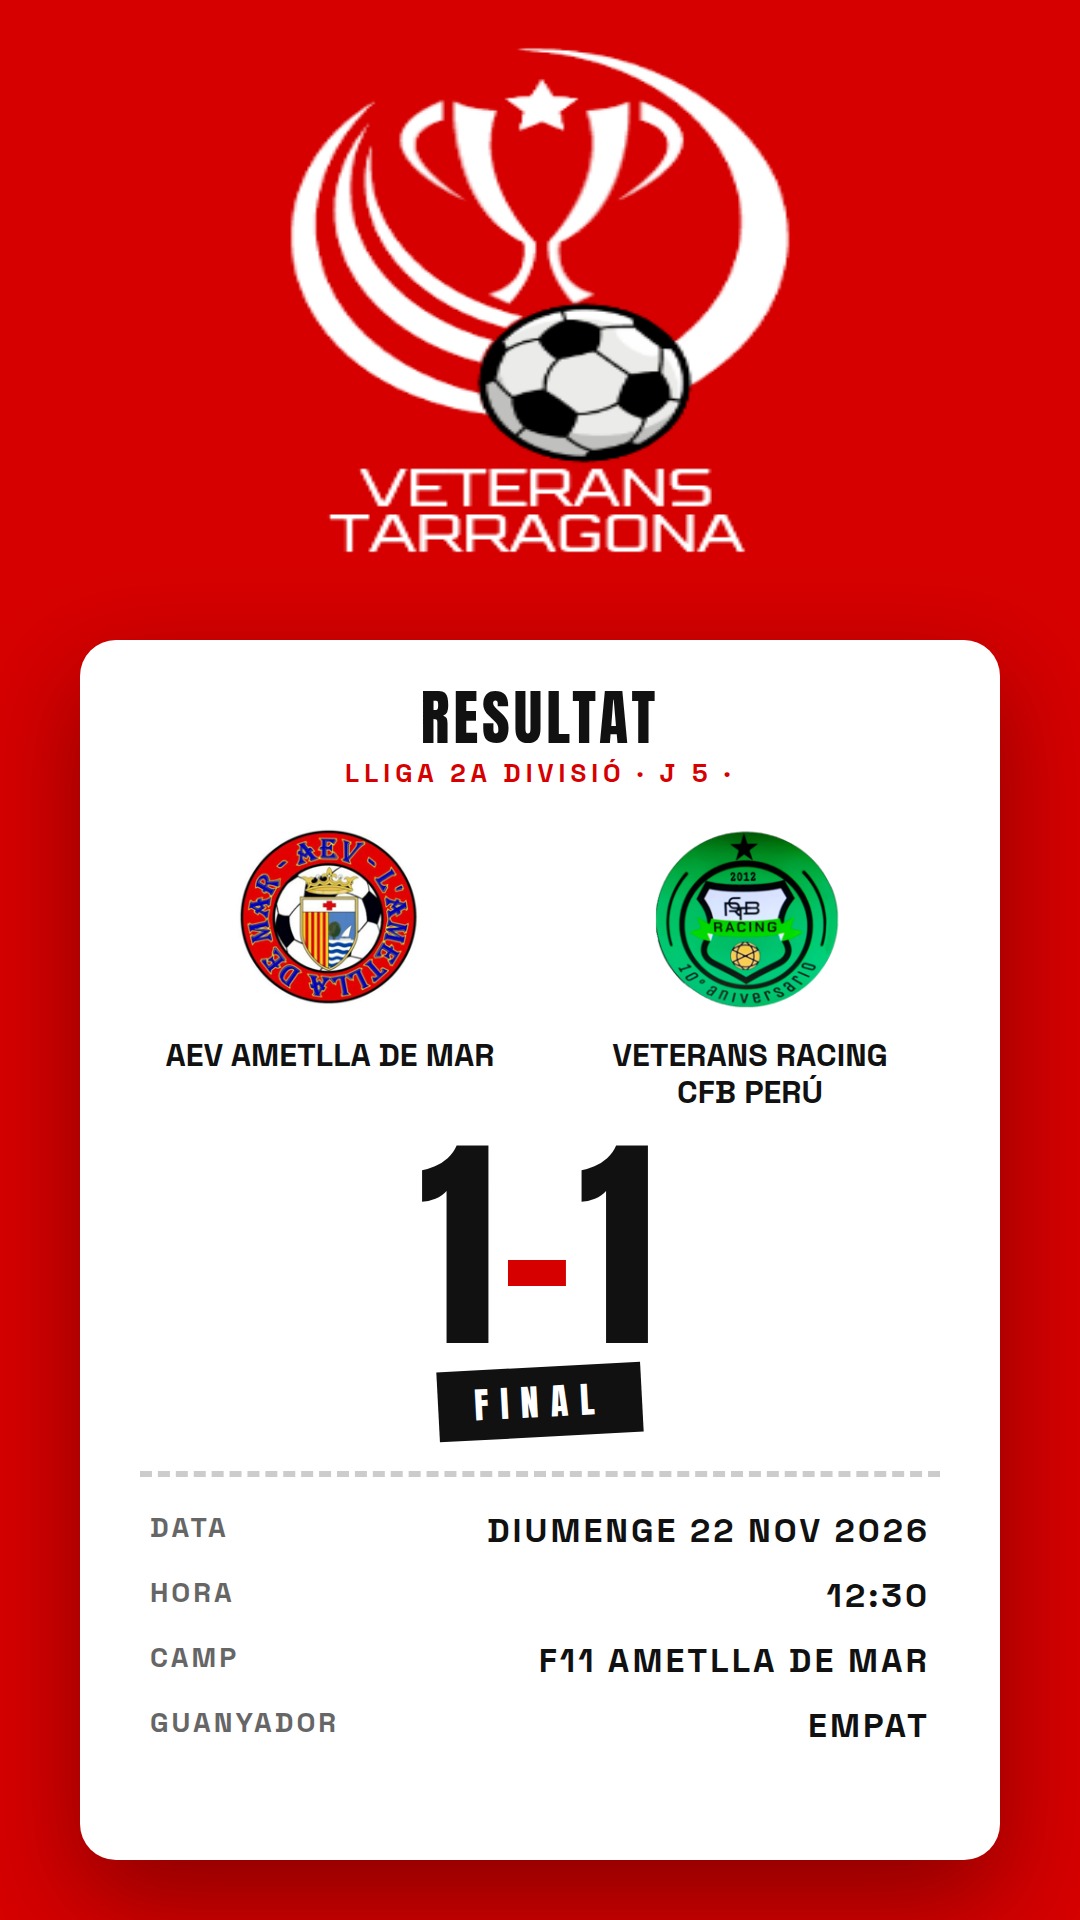 VETERANS
TARRAGONA
RESULTAT
LLIGA 2A DIVISIÓ · J 5 ·
AEV - L'AMETLLA DE MAR -
2012
RACING
10º aniversario
AEV AMETLLA DE MAR
VETERANS RACING
CFB PERÚ
1-1
FINAL
DATA
DIUMENGE 22 NOV 2026
HORA
12:30
CAMP
F11 AMETLLA DE MAR
GUANYADOR
EMPAT